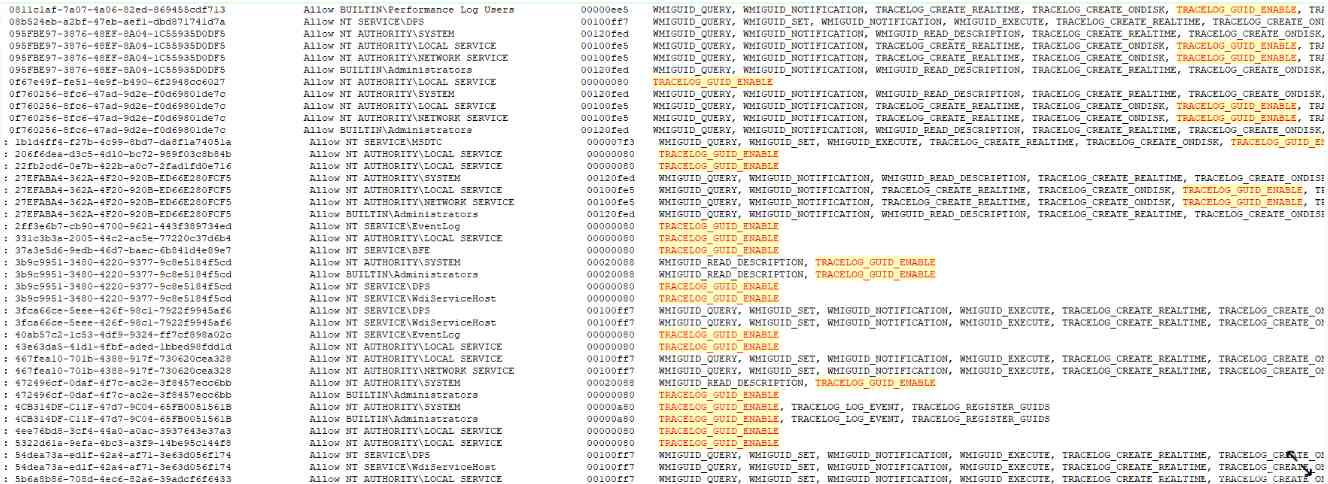 0811c1af-7a07-4a06-82ed-869455cdf713 Allow BUILTIN\Performance Log Users 00000ee5 WMIGUID_QUERY, WMIGUID_NOTIFICATION, TRACELOG_CREATE_REALTIME, TRACELOG_CREATE_ONDISK, TRACELOG_GUID_ENABLE, TRA
08b524eb-a2bf-47eb-aef1-dbd871741d7a Allow NT SERVICE\DPS 00100ff7 WMIGUID_QUERY, WMIGUID_SET, WMIGUID_NOTIFICATION, WMIGUID_EXECUTE, TRACELOG_CREATE_REALTIME, TRACELOG_CREATE_ONDISK,
095FBE97-3876-48EF-8A04-1C55935D0DF5 Allow NT AUTHORITY\SYSTEM 00120fed WMIGUID_QUERY, WMIGUID_NOTIFICATION, WMIGUID_READ_DESCRIPTION, TRACELOG_CREATE_REALTIME, TRACELOG_CREATE_ONDISK,
095FBE97-3876-48EF-8A04-1C55935D0DF5 Allow NT AUTHORITY\LOCAL SERVICE 00100fe5 WMIGUID_QUERY, WMIGUID_NOTIFICATION, TRACELOG_CREATE_REALTIME, TRACELOG_CREATE_ONDISK, TRACELOG_GUID_ENABLE, TRA
095FBE97-3876-48EF-8A04-1C55935D0DF5 Allow NT AUTHORITY\NETWORK SERVICE 00100fe5 WMIGUID_QUERY, WMIGUID_NOTIFICATION, TRACELOG_CREATE_REALTIME, TRACELOG_CREATE_ONDISK, TRACELOG_GUID_ENABLE, TRA
095FBE97-3876-48EF-8A04-1C55935D0DF5 Allow BUILTIN\Administrators 00120fed WMIGUID_QUERY, WMIGUID_NOTIFICATION, WMIGUID_READ_DESCRIPTION, TRACELOG_CREATE_REALTIME, TRACELOG_CREATE_ONDISK,
0f67e49f-fe51-4e9f-b490-6f2948cc6027 Allow NT AUTHORITY\LOCAL SERVICE 00000080 TRACELOG_GUID_ENABLE
0f760256-8fc6-47ad-9d2e-f0d69801de7c Allow NT AUTHORITY\SYSTEM 00120fed WMIGUID_QUERY, WMIGUID_NOTIFICATION, WMIGUID_READ_DESCRIPTION, TRACELOG_CREATE_REALTIME, TRACELOG_CREATE_ONDISK,
0f760256-8fc6-47ad-9d2e-f0d69801de7c Allow NT AUTHORITY\LOCAL SERVICE 00100fe5 WMIGUID_QUERY, WMIGUID_NOTIFICATION, TRACELOG_CREATE_REALTIME, TRACELOG_CREATE_ONDISK, TRACELOG_GUID_ENABLE, TRA
0f760256-8fc6-47ad-9d2e-f0d69801de7c Allow NT AUTHORITY\NETWORK SERVICE 00100fe5 WMIGUID_QUERY, WMIGUID_NOTIFICATION, TRACELOG_CREATE_REALTIME, TRACELOG_CREATE_ONDISK, TRACELOG_GUID_ENABLE, TRA
0f760256-8fc6-47ad-9d2e-f0d69801de7c Allow BUILTIN\Administrators 00120fed WMIGUID_QUERY, WMIGUID_NOTIFICATION, WMIGUID_READ_DESCRIPTION, TRACELOG_CREATE_REALTIME, TRACELOG_CREATE_ONDISK,
: 1b1d4ff4-f27b-4c99-8bd7-da8f1a74051a Allow NT SERVICE\MSDTC 000007f3 WMIGUID_QUERY, WMIGUID_SET, WMIGUID_EXECUTE, TRACELOG_CREATE_REALTIME, TRACELOG_CREATE_ONDISK, TRACELOG_GUID_EN
: 206f6dea-d3c5-4d10-bc72-989f03c8b84b Allow NT AUTHORITY\LOCAL SERVICE 00000080 TRACELOG_GUID_ENABLE
: 22fb2cd6-0e7b-422b-a0c7-2fad1fd0e716 Allow NT AUTHORITY\LOCAL SERVICE 00000080 TRACELOG_GUID_ENABLE
: 27EFABA4-362A-4F20-920B-ED66E280FCF5 Allow NT AUTHORITY\SYSTEM 00120fed WMIGUID_QUERY, WMIGUID_NOTIFICATION, WMIGUID_READ_DESCRIPTION, TRACELOG_CREATE_REALTIME, TRACELOG_CREATE_ONDISK
: 27EFABA4-362A-4F20-920B-ED66E280FCF5 Allow NT AUTHORITY\LOCAL SERVICE 00100fe5 WMIGUID_QUERY, WMIGUID_NOTIFICATION, TRACELOG_CREATE_REALTIME, TRACELOG_CREATE_ONDISK, TRACELOG_GUID_ENABLE, TR
: 27EFABA4-362A-4F20-920B-ED66E280FCF5 Allow NT AUTHORITY\NETWORK SERVICE 00100fe5 WMIGUID_QUERY, WMIGUID_NOTIFICATION, TRACELOG_CREATE_REALTIME, TRACELOG_CREATE_ONDISK, TRACELOG_GUID_ENABLE, TR
: 27EFABA4-362A-4F20-920B-ED66E280FCF5 Allow BUILTIN\Administrators 00120fed WMIGUID_QUERY, WMIGUID_NOTIFICATION, WMIGUID_READ_DESCRIPTION, TRACELOG_CREATE_REALTIME, TRACELOG_CREATE_ONDISK
: 2ff3e6b7-cb90-4700-9621-443f389734ed Allow NT SERVICE\EventLog 00000080 TRACELOG_GUID_ENABLE
: 331c3b3a-2005-44c2-ac5e-77220c37d6b4 Allow NT AUTHORITY\LOCAL SERVICE 00000080 TRACELOG_GUID_ENABLE
: 37a3e5d6-9edb-46d7-baec-6b841d4e89e7 Allow NT SERVICE\BFE 00000080 TRACELOG_GUID_ENABLE
: 3b9c9951-3480-4220-9377-9c8e5184f5cd Allow NT AUTHORITY\SYSTEM 00020088 WMIGUID_READ_DESCRIPTION, TRACELOG_GUID_ENABLE
: 3b9c9951-3480-4220-9377-9c8e5184f5cd Allow BUILTIN\Administrators 00020088 WMIGUID_READ_DESCRIPTION, TRACELOG_GUID_ENABLE
: 3b9c9951-3480-4220-9377-9c8e5184f5cd Allow NT SERVICE\DPS 00000080 TRACELOG_GUID_ENABLE
: 3b9c9951-3480-4220-9377-9c8e5184f5cd Allow NT SERVICE\WdiServiceHost 00000080 TRACELOG_GUID_ENABLE
: 3fca66ce-5eee-426f-98c1-7922f9945af6 Allow NT SERVICE\DPS 00100ff7 WMIGUID_QUERY, WMIGUID_SET, WMIGUID_NOTIFICATION, WMIGUID_EXECUTE, TRACELOG_CREATE_REALTIME, TRACELOG_CREATE_ON
: 3fca66ce-5eee-426f-98c1-7922f9945af6 Allow NT SERVICE\WdiServiceHost 00100ff7 WMIGUID_QUERY, WMIGUID_SET, WMIGUID_NOTIFICATION, WMIGUID_EXECUTE, TRACELOG_CREATE_REALTIME, TRACELOG_CREATE_ON
: 40ab57c2-1c53-4df9-9324-ff7cf898a02c Allow NT SERVICE\EventLog 00000080 TRACELOG_GUID_ENABLE
: 43e63da5-41d1-4fbf-aded-1bbed98fdd1d Allow NT AUTHORITY\LOCAL SERVICE 00000080 TRACELOG_GUID_ENABLE
: 467fea10-701b-4388-917f-730620cea328 Allow NT AUTHORITY\LOCAL SERVICE 00100ff7 WMIGUID_QUERY, WMIGUID_SET, WMIGUID_NOTIFICATION, WMIGUID_EXECUTE, TRACELOG_CREATE_REALTIME, TRACELOG_CREATE_ON
: 467fea10-701b-4388-917f-730620cea328 Allow NT AUTHORITY\NETWORK SERVICE 00100ff7 WMIGUID_QUERY, WMIGUID_SET, WMIGUID_NOTIFICATION, WMIGUID_EXECUTE, TRACELOG_CREATE_REALTIME, TRACELOG_CREATE_ON
: 472496cf-0daf-4f7c-ac2e-3f8457ecc6bb Allow NT AUTHORITY\SYSTEM 00020088 WMIGUID_READ_DESCRIPTION, TRACELOG_GUID_ENABLE
: 472496cf-0daf-4f7c-ac2e-3f8457ecc6bb Allow BUILTIN\Administrators 00000080 TRACELOG_GUID_ENABLE
: 4CB314DF-C11F-47d7-9C04-65FB0051561B Allow NT AUTHORITY\SYSTEM 00000a80 TRACELOG_GUID_ENABLE, TRACELOG_LOG_EVENT, TRACELOG_REGISTER_GUIDS
: 4CB314DF-C11F-47d7-9C04-65FB0051561B Allow BUILTIN\Administrators 00000a80 TRACELOG_GUID_ENABLE, TRACELOG_LOG_EVENT, TRACELOG_REGISTER_GUIDS
: 4ee76bd8-3cf4-44a0-a0ac-3937643e37a3 Allow NT AUTHORITY\LOCAL SERVICE 00000080 TRACELOG_GUID_ENABLE
: 5322d61a-9efa-4bc3-a3f9-14be95c144f8 Allow NT AUTHORITY\LOCAL SERVICE 00000080 TRACELOG_GUID_ENABLE
: 54dea73a-ed1f-42a4-af71-3e63d056f174 Allow NT SERVICE\DPS 00100ff7 WMIGUID_QUERY, WMIGUID_SET, WMIGUID_NOTIFICATION, WMIGUID_EXECUTE, TRACELOG_CREATE_REALTIME, TRACELOG_CREATE_ON
: 54dea73a-ed1f-42a4-af71-3e63d056f174 Allow NT SERVICE\WdiServiceHost 00100ff7 WMIGUID_QUERY, WMIGUID_SET, WMIGUID_NOTIFICATION, WMIGUID_EXECUTE, TRACELOG_CREATE_REALTIME, TRACELOG_CREATE_ON
: 5b6a8b86-708d-4ec6-82a6-39adcf6f6433 Allow NT AUTHORITY\LOCAL SERVICE 00100ff7 WMIGUID_QUERY, WMIGUID_SET, WMIGUID_NOTIFICATION, WMIGUID_EXECUTE, TRACELOG_CREATE_REALTIME, TRACELOG_CREATE_ON